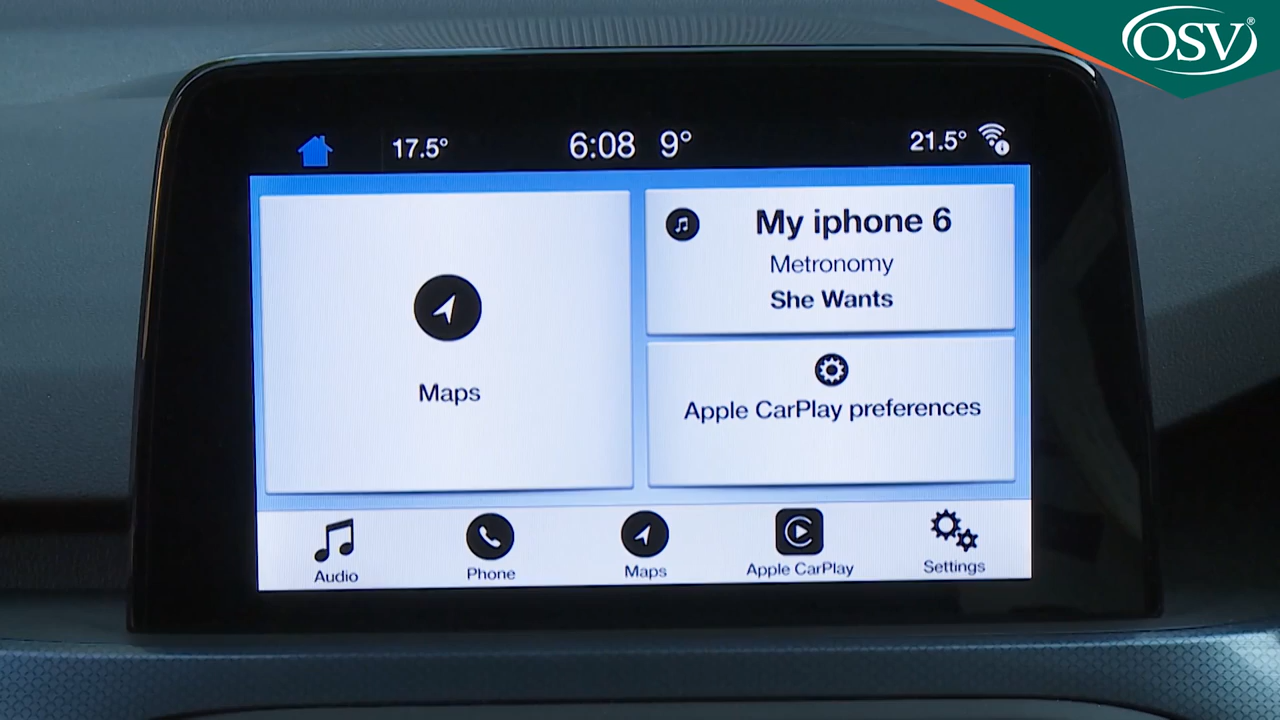 OSV®
17.5°
6:08 9°
21.5°
Maps
My iphone 6
Metronomy
She Wants
Apple CarPlay preferences
Audio
Phone
Maps
Apple CarPlay
Settings